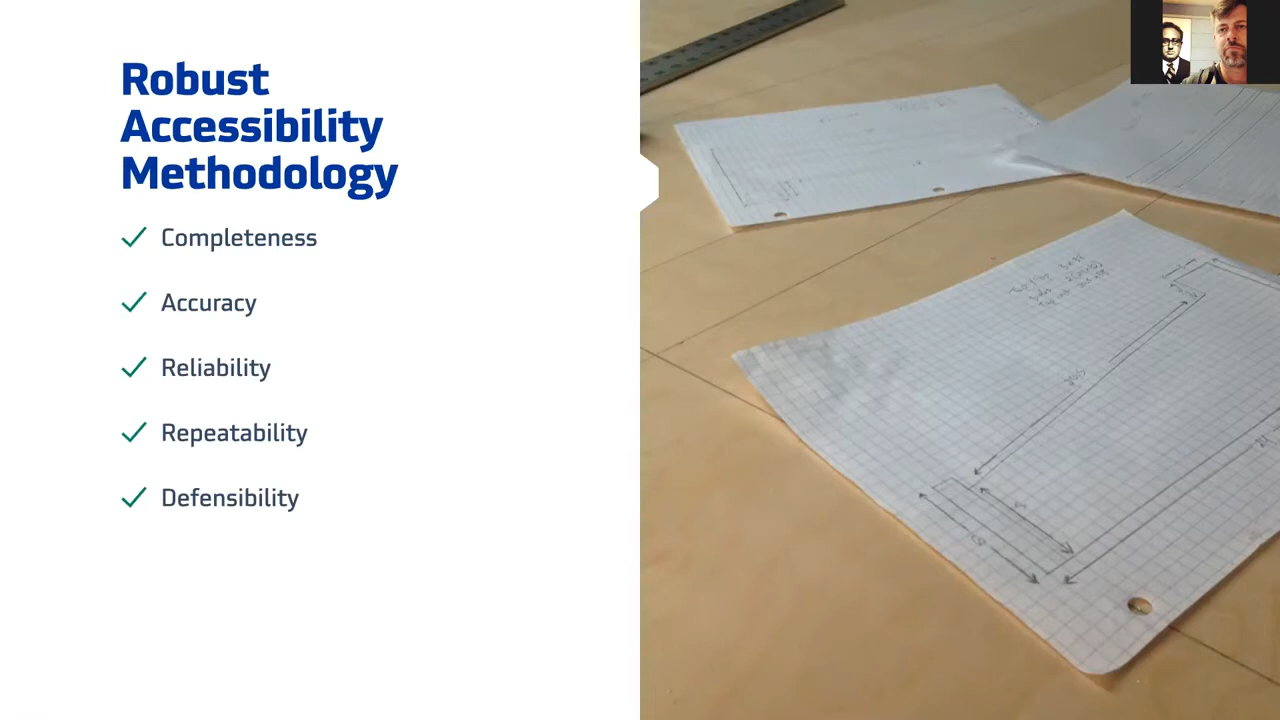 Robust
Accessibility
Methodology
Completeness
Accuracy
Reliability
Repeatability
Defensibility